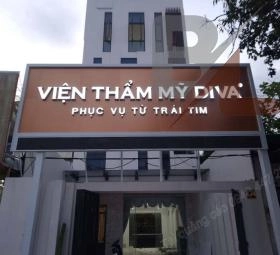 VIỆN THẨM MỸ DIVA
PHỤC VỤ TỪ TRÁI TIM